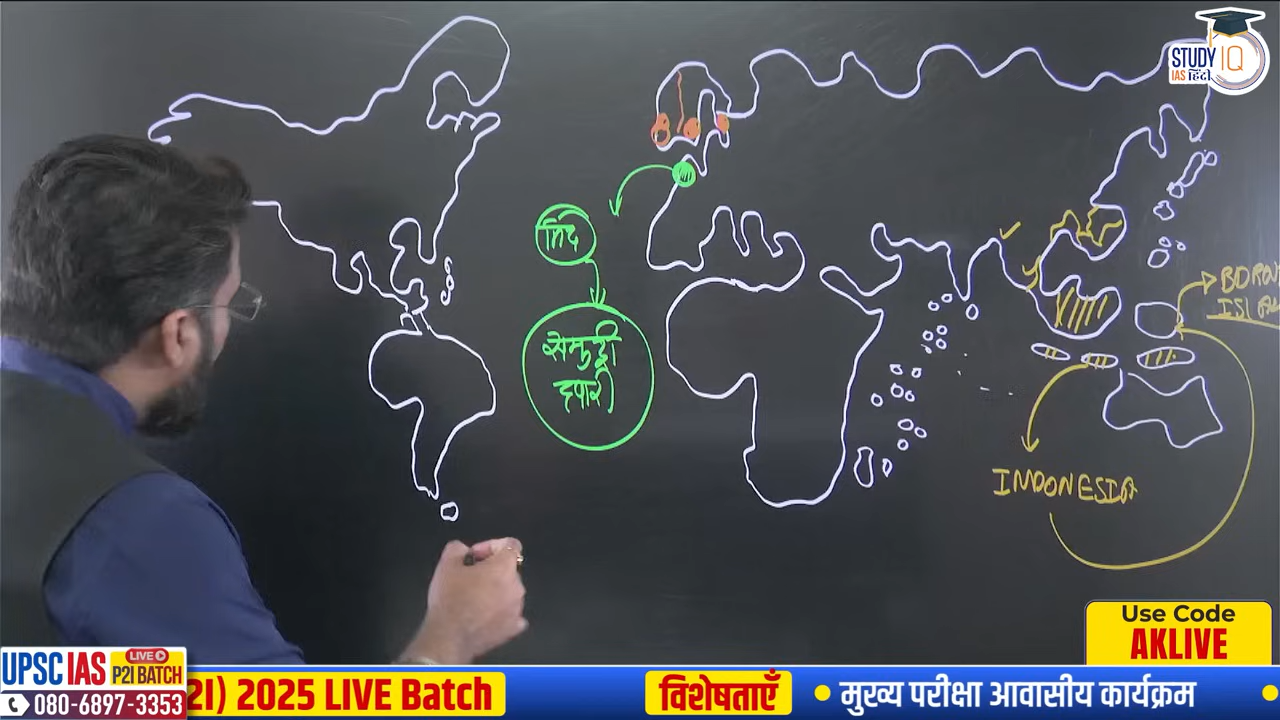 STUDY IQ
IAS हिंदी
समुद्री
BORN
INDONESIA
Use Code
AKLIVE
UPSC IAS
LIVE
P2I BATCH
080-6897-3353
2I) 2025 LIVE Batch
विशेषताएँ
मुख्य परीक्षा आवासीय कार्यक्रम